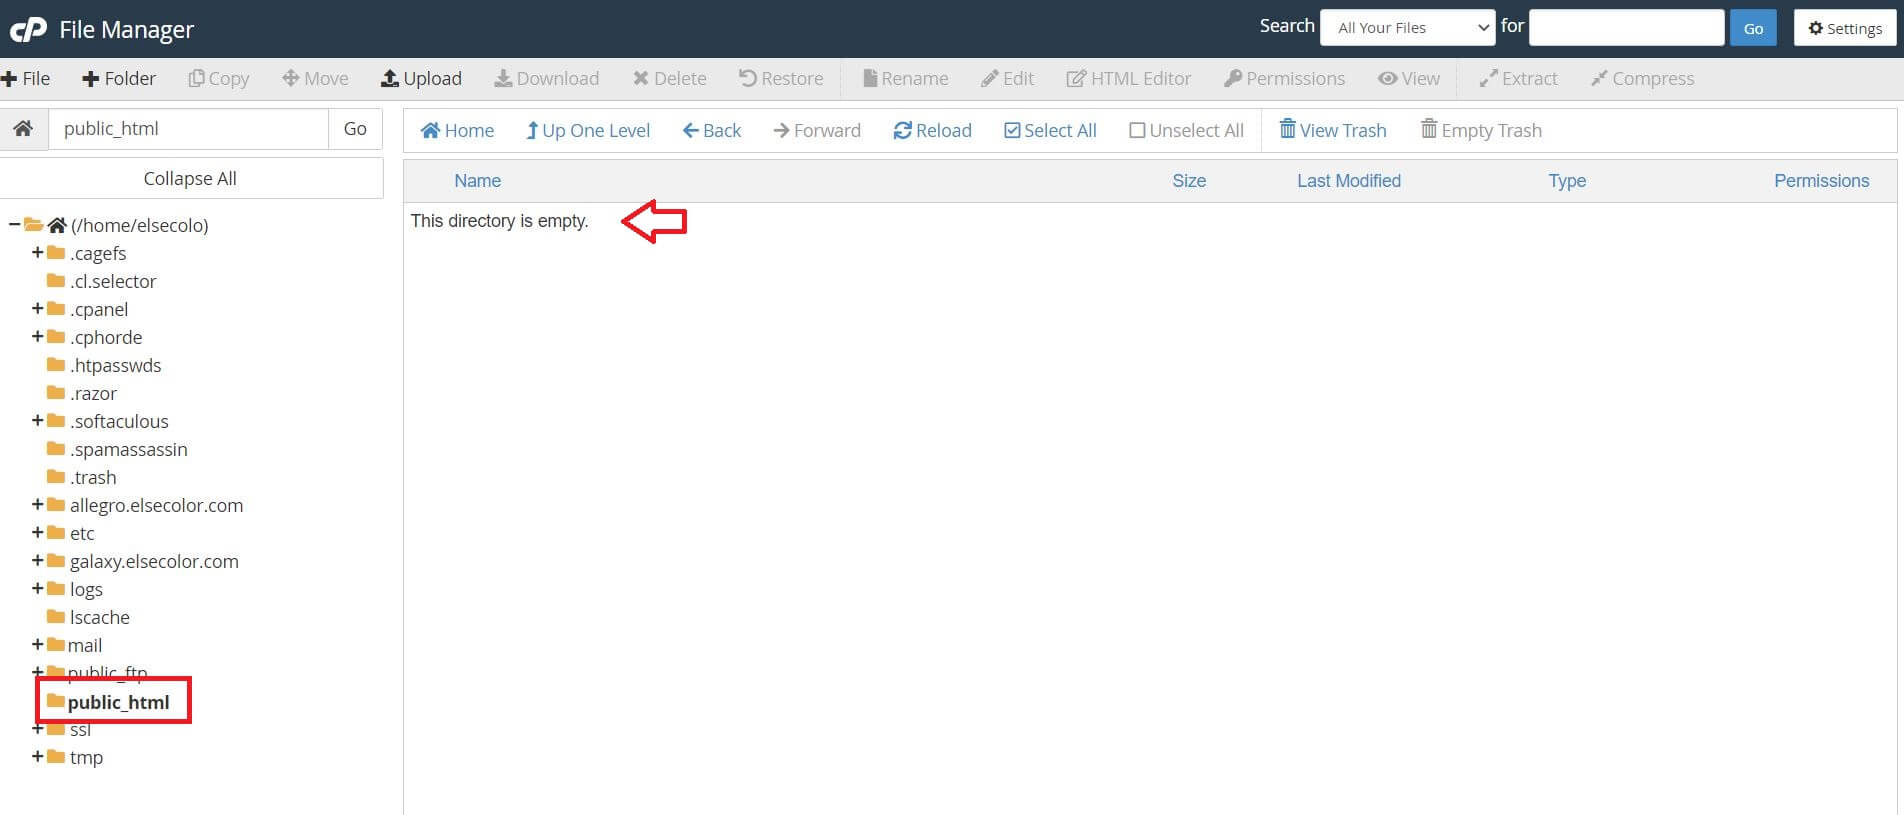 cP File Manager Search All Your Files for Go Settings
File Folder Copy Move Upload Download Delete Restore Rename Edit HTML Editor Permissions View Extract Compress
public_html Go Home Up One Level Back Forward Reload Select All Unselect All View Trash Empty Trash
Collapse All
Name Size Last Modified Type Permissions
This directory is empty.
(/home/elsecolo)
.cagefs
.cl.selector
.cpanel
.cphorde
.htpasswds
.razor
.softaculous
.spamassassin
.trash
allegro.elsecolor.com
etc
galaxy.elsecolor.com
logs
lscache
mail
public_ftp
public_html
ssl
tmp